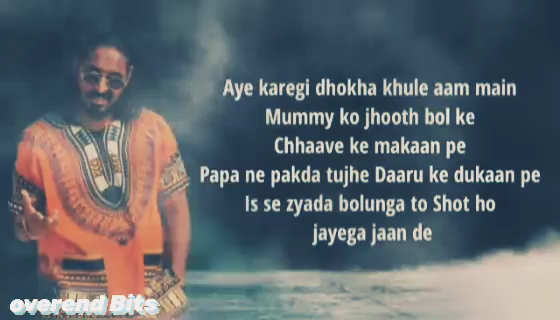 Aye karegi dhokha khule aam main
Mummy ko jhooth bol ke
Chhaave ke makaan pe
Papa ne pakda tujhe Daaru ke dukaan pe
Is se zyada bolunga to Shot ho
jayega jaan de
overend Bits